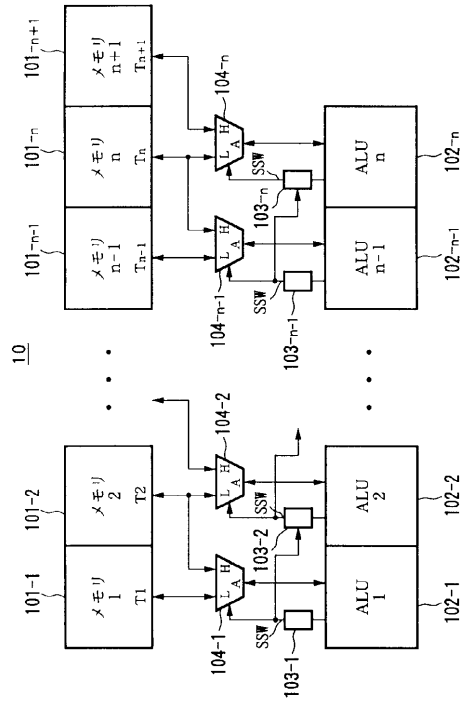 10
101-1
101-2
101-n-1
101-n
101-n+1
メモリ
1
メモリ
2
メモリ
n-1
メモリ
n
メモリ
n+1
T1
T2
Tn-1
Tn
Tn+1
104-1
L H
A
104-2
L H
A
104-n-1
L H
A
104-n
L H
A
SSW
SSW
SSW
SSW
103-1
103-2
103-n-1
103-n
ALU
1
ALU
2
ALU
n-1
ALU
n
102-1
102-2
102-n-1
102-n